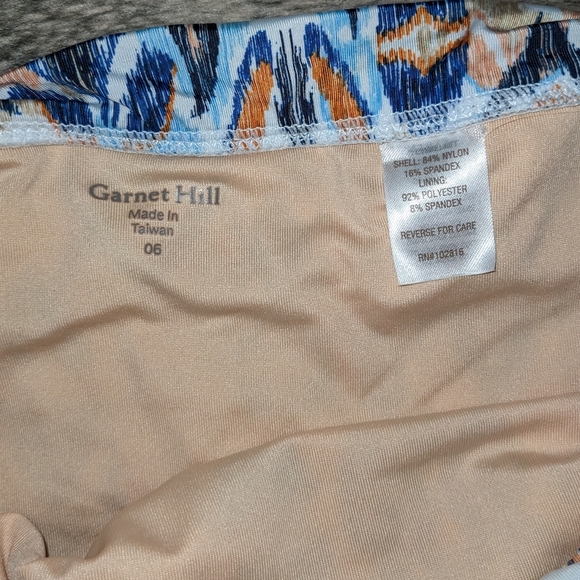 Garnet Hill
Made In
Taiwan
06
SHELL: 84% NYLON
16% SPANDEX
LINING:
92% POLYESTER
8% SPANDEX
REVERSE FOR CARE
RN#102816